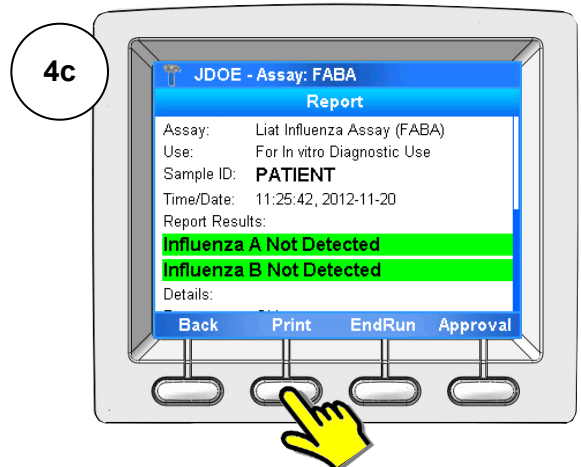 4c
JDOE - Assay: FABA
Report
Assay: Liat Influenza Assay (FABA)
Use: For In vitro Diagnostic Use
Sample ID: PATIENT
Time/Date: 11:25:42, 2012-11-20
Report Results:
Influenza A Not Detected
Influenza B Not Detected
Details:
Back Print EndRun Approval